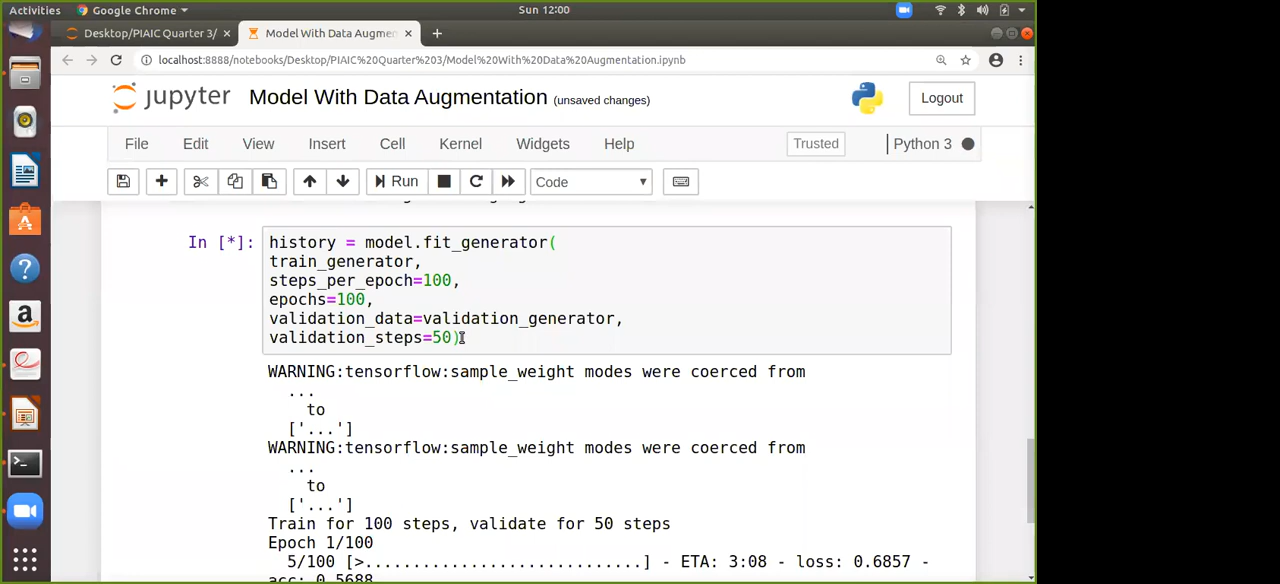 Activities Google Chrome Sun 12:00
Desktop/PIAIC Quarter 3/ Model With Data Augmen
localhost:8888/notebooks/Desktop/PIAIC%20Quarter%203/Model%20With%20Data%20Augmentation.ipynb
jupyter Model With Data Augmentation (unsaved changes) Logout
File Edit View Insert Cell Kernel Widgets Help Trusted Python 3
Run Code
In [*]: history = model.fit_generator(
train_generator,
steps_per_epoch=100,
epochs=100,
validation_data=validation_generator,
validation_steps=50)
WARNING:tensorflow:sample_weight modes were coerced from
...
to
['...']
WARNING:tensorflow:sample_weight modes were coerced from
...
to
['...']
Train for 100 steps, validate for 50 steps
Epoch 1/100
5/100 [>.............................] - ETA: 3:08 - loss: 0.6857 -
acc: 0.5688